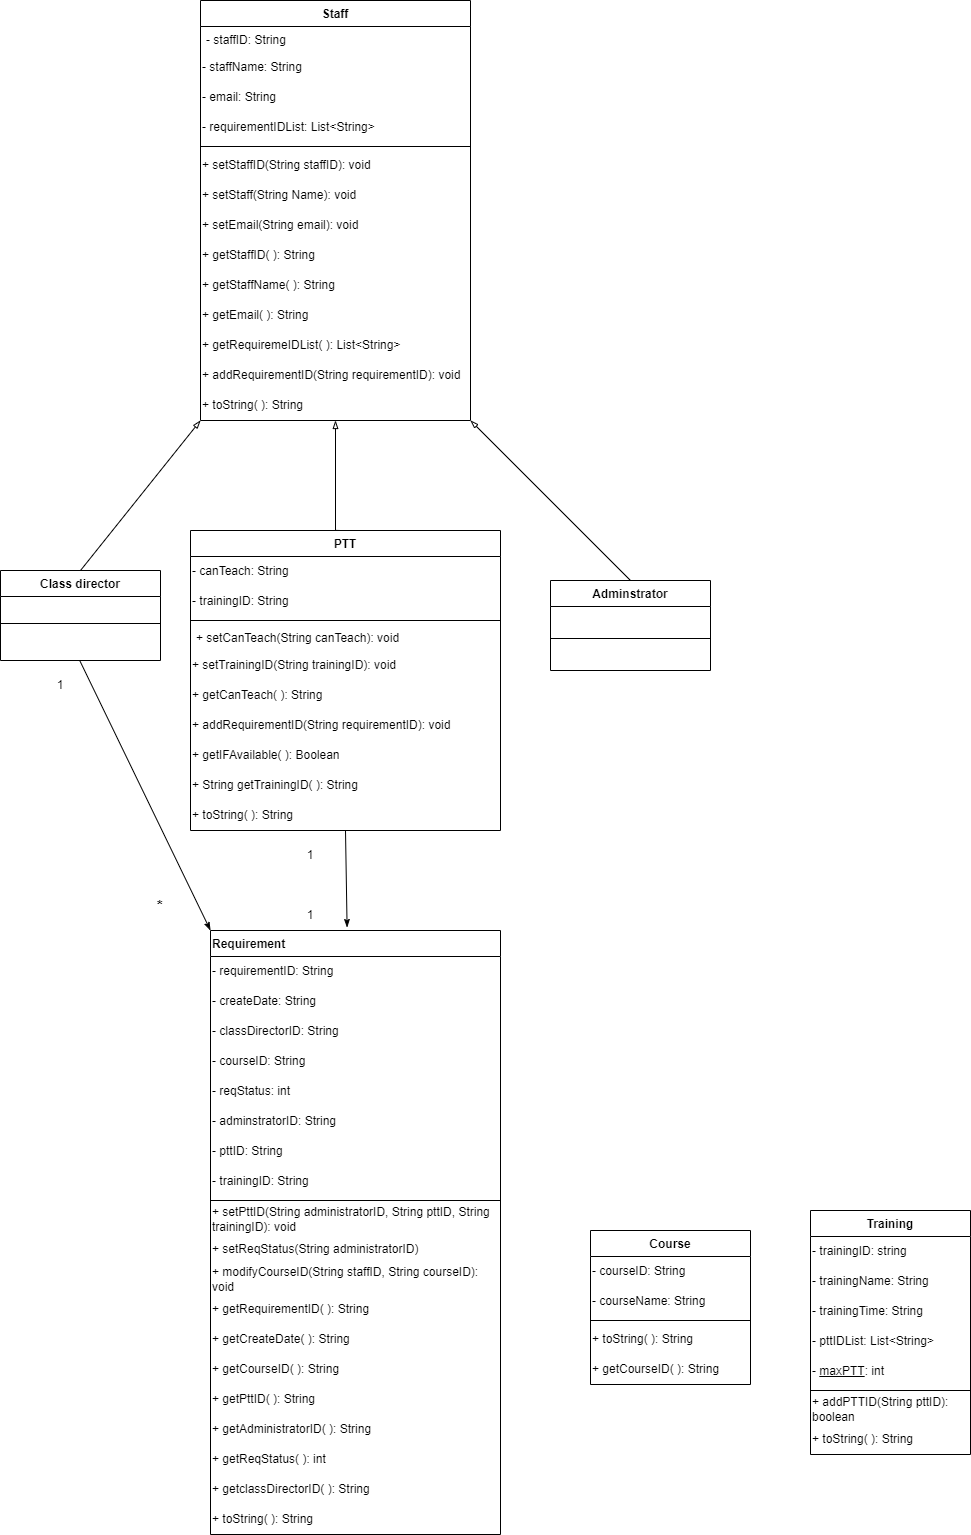 Staff
- staffID: String
- staffName: String
- email: String
- requirementIDList: List<String>
+ setStaffID(String staffID): void
+ setStaff(String Name): void
+ setEmail(String email): void
+ getStaffID( ): String
+ getStaffName( ): String
+ getEmail( ): String
+ getRequiremeIDList( ): List<String>
+ addRequirementID(String requirementID): void
+ toString( ): String
Class director
PTT
- canTeach: String
- trainingID: String
+ setCanTeach(String canTeach): void
+ setTrainingID(String trainingID): void
+ getCanTeach( ): String
+ addRequirementID(String requirementID): void
+ getIFAvailable( ): Boolean
+ String getTrainingID( ): String
+ toString( ): String
Adminstrator
1
*
1
1
Requirement
- requirementID: String
- createDate: String
- classDirectorID: String
- courseID: String
- reqStatus: int
- adminstratorID: String
- pttID: String
- trainingID: String
+ setPttID(String administratorID, String pttID, String
trainingID): void
+ setReqStatus(String administratorID)
+ modifyCourseID(String staffID, String courseID):
void
+ getRequirementID( ): String
+ getCreateDate( ): String
+ getCourseID( ): String
+ getPttID( ): String
+ getAdministratorID( ): String
+ getReqStatus( ): int
+ getclassDirectorID( ): String
+ toString( ): String
Course
- courseID: String
- courseName: String
+ toString( ): String
+ getCourseID( ): String
Training
- trainingID: string
- trainingName: String
- trainingTime: String
- pttIDList: List<String>
- maxPTT: int
+ addPTTID(String pttID):
boolean
+ toString( ): String